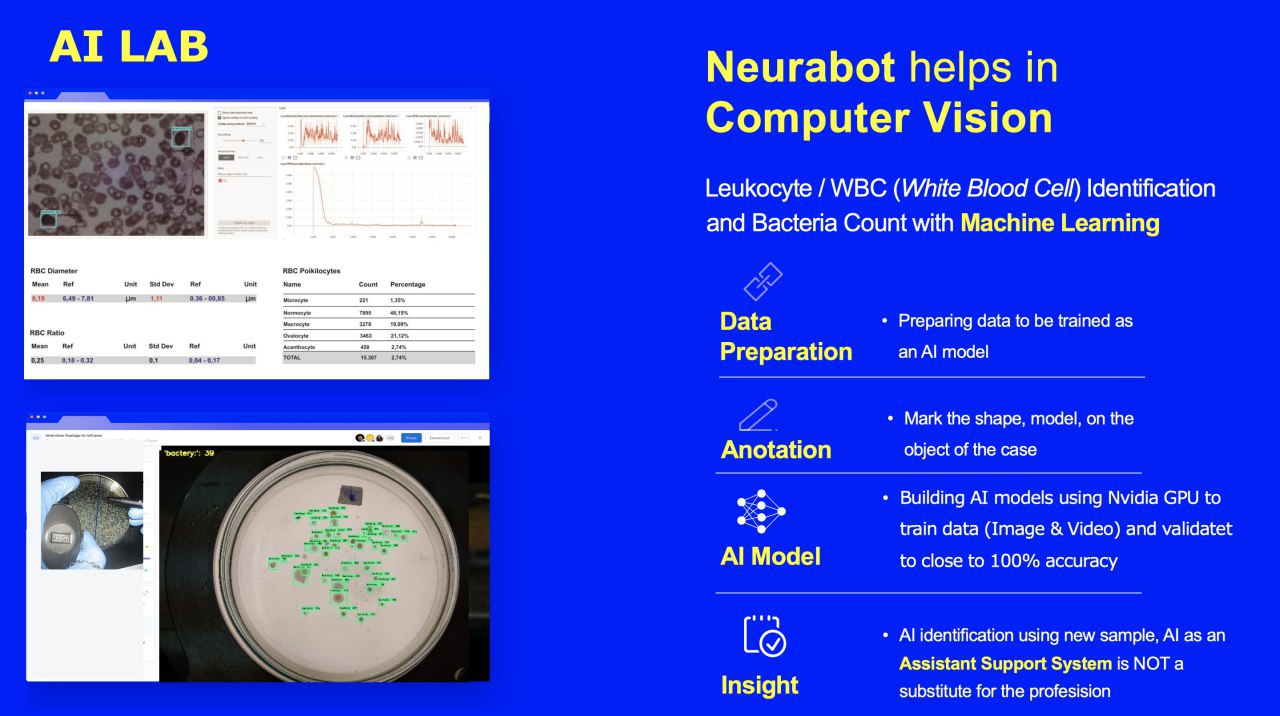 AI LAB
RBC Diameter
Mean Ref Unit Std Dev Ref Unit
8,19 6,49 - 7,81 µm 1,11 0.36 - 00,85 µm
RBC Ratio
Mean Ref Unit Std Dev Ref Unit
0,25 0,18 - 0,32 0,1 0,04 - 0,17
RBC Poikilocytes
Name Count Percentage
Microcyte 221 1,35%
Normocyte 7895 48,15%
Macrocyte 3278 19,99%
Ovalocyte 3463 21,12%
Acanthocyte 450 2,74%
TOTAL 15.307 2,74%
Share Download
'bactery:': 39
Neurabot helps in
Computer Vision
Leukocyte / WBC (White Blood Cell) Identification
and Bacteria Count with Machine Learning
Data
Preparation
• Preparing data to be trained as
an AI model
Anotation
• Mark the shape, model, on the
object of the case
AI Model
• Building AI models using Nvidia GPU to
train data (Image & Video) and validatet
to close to 100% accuracy
Insight
• AI identification using new sample, AI as an
Assistant Support System is NOT a
substitute for the profesision